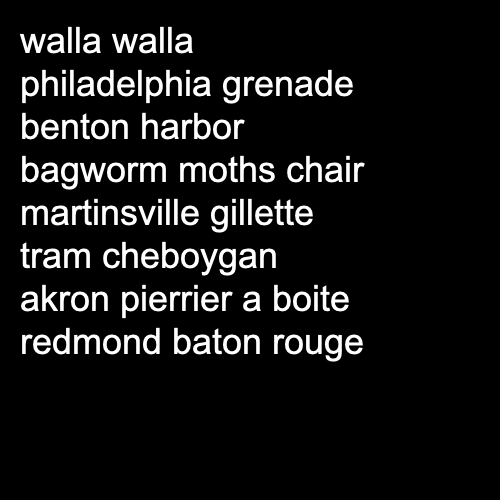 walla walla
philadelphia grenade
benton harbor
bagworm moths chair
martinsville gillette
tram cheboygan
akron pierrier a boite
redmond baton rouge